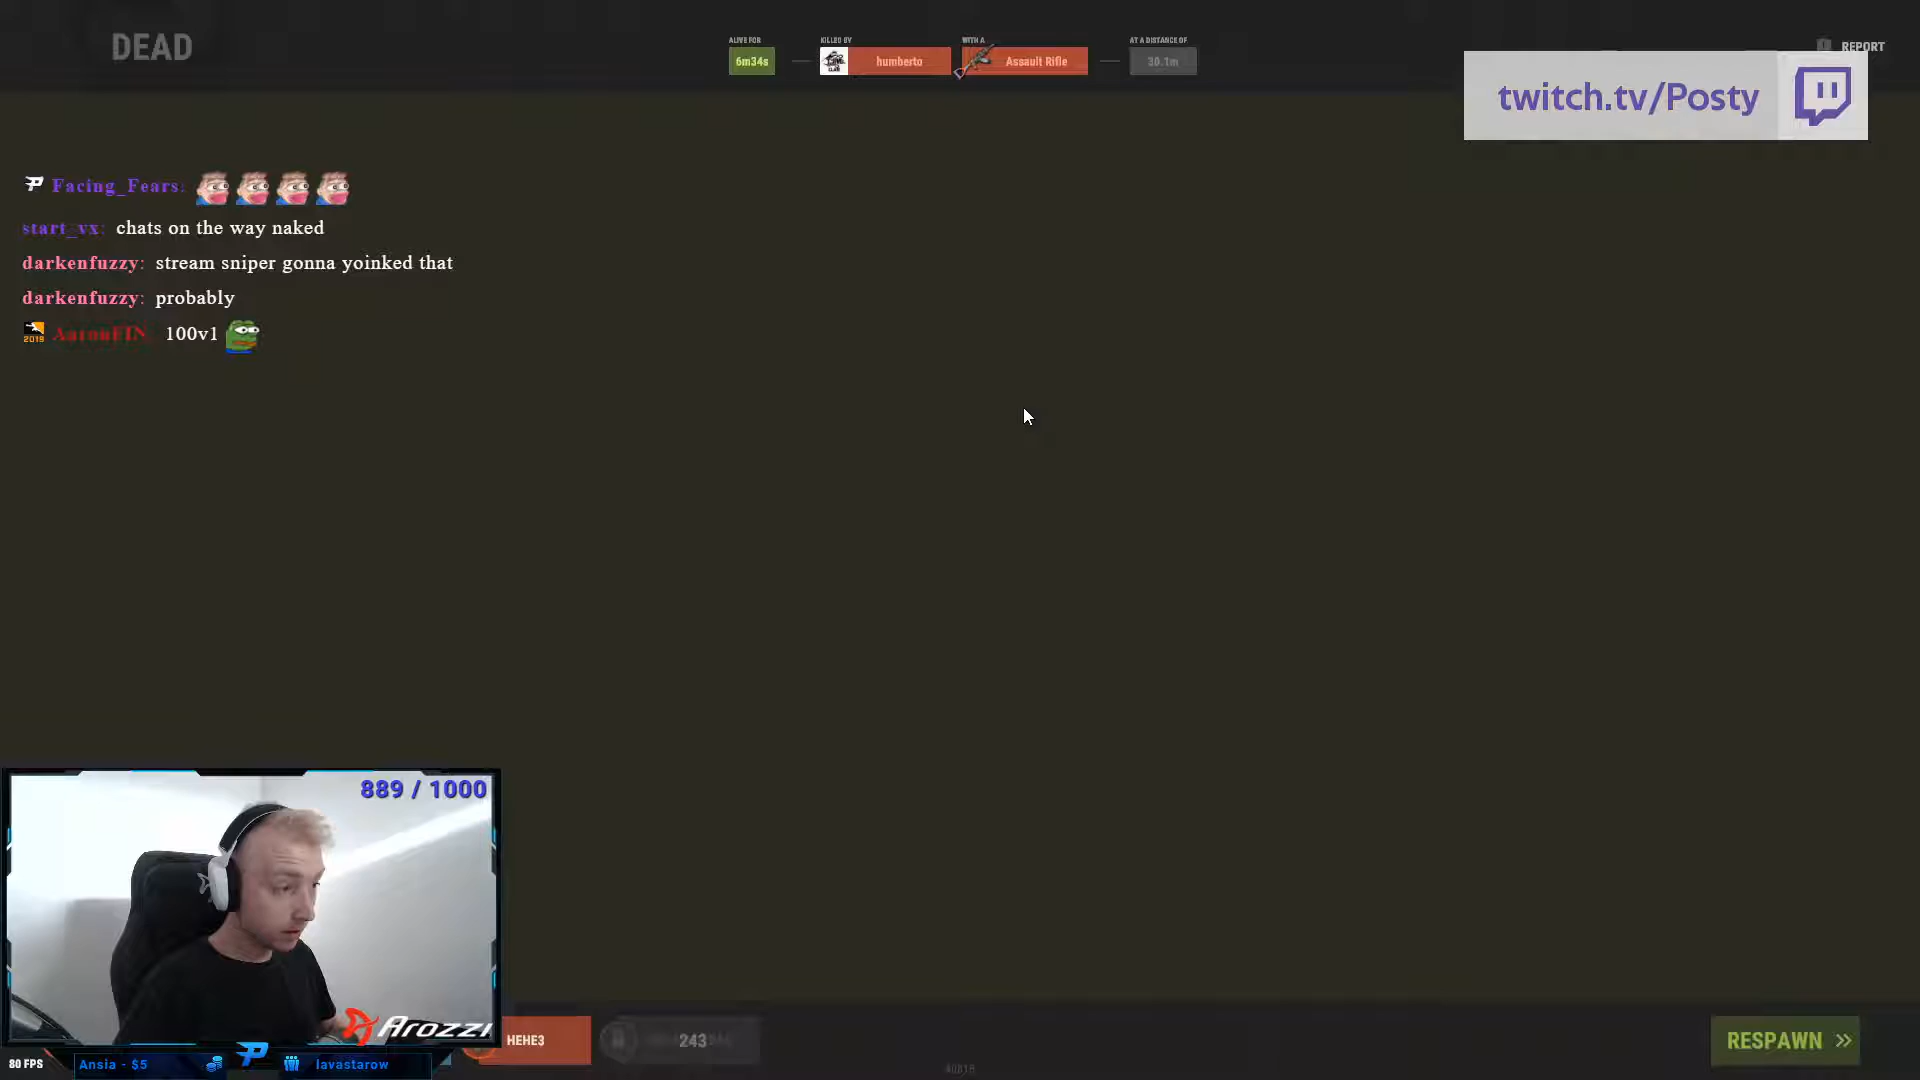 DEAD
ALIVE FOR
6m34s
KILLED BY
humberto
WITH A
Assault Rifle
AT A DISTANCE OF
30.1m
REPORT
twitch.tv/Posty
Facing_Fears:
start_vx: chats on the way naked
darkenfuzzy: stream sniper gonna yoinked that
darkenfuzzy: probably
2019 AaronFIN: 100v1
889 / 1000
Arozzi
HEHE3
243
RESPAWN
80 FPS
Ansia - $5
lavastarow